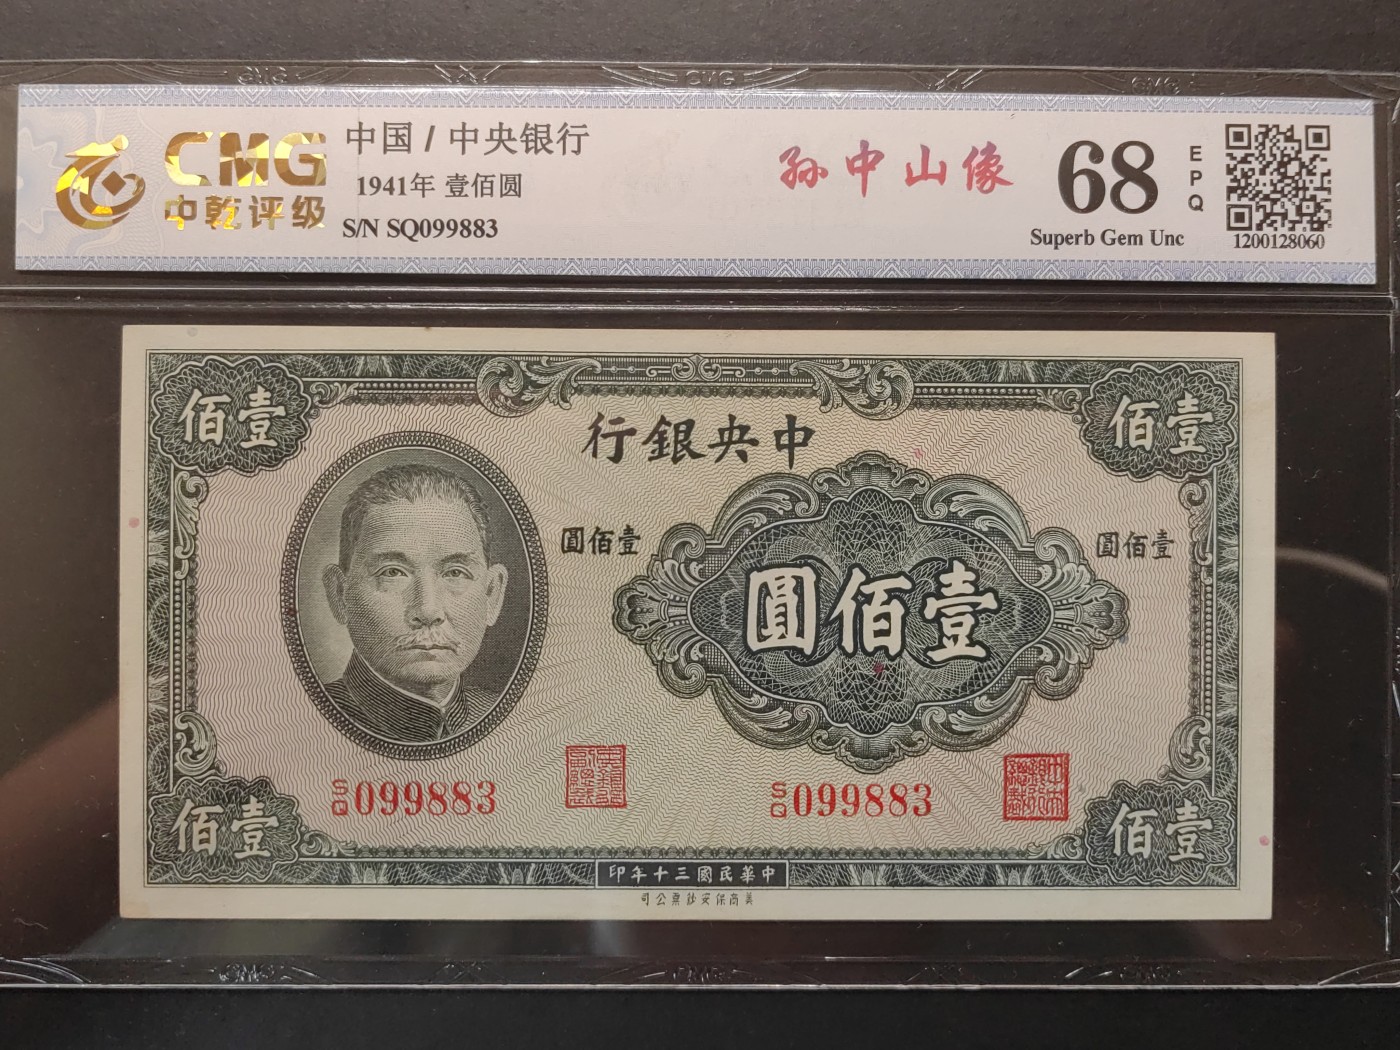 CMG
中乾评级
中国 / 中央银行
1941年 壹佰圆
S/N SQ099883
孙中山像
68
EPQ
Superb Gem Unc
1200128060
佰壹
佰壹
行銀央中
圓佰壹
圓佰壹
圓佰壹
SQ099883
SQ099883
佰壹
佰壹
印年十三國民華中
司公票鈔安保商美